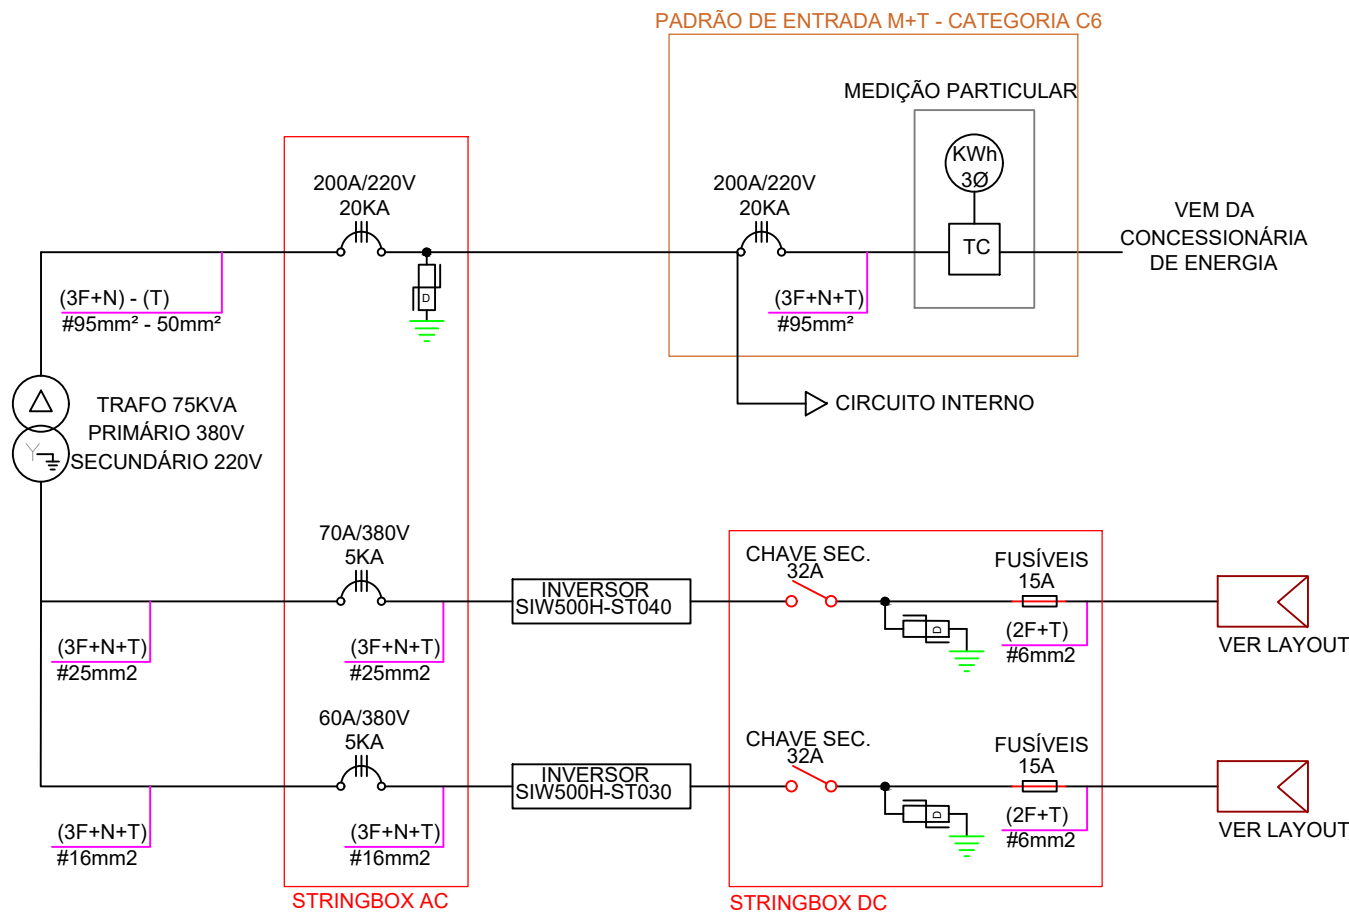 PADRÃO DE ENTRADA M+T - CATEGORIA C6
MEDIÇÃO PARTICULAR
KWh
3Ø
200A/220V
20KA
200A/220V
20KA
TC
VEM DA
CONCESSIONÁRIA
DE ENERGIA
(3F+N) - (T)
#95mm² - 50mm²
D
(3F+N+T)
#95mm²
CIRCUITO INTERNO
TRAFO 75KVA
PRIMÁRIO 380V
SECUNDÁRIO 220V
Y
70A/380V
5KA
INVERSOR
SIW500H-ST040
CHAVE SEC.
32A
FUSÍVEIS
15A
D
(3F+N+T)
#25mm2
(3F+N+T)
#25mm2
(2F+T)
#6mm2
VER LAYOUT
60A/380V
5KA
INVERSOR
SIW500H-ST030
CHAVE SEC.
32A
FUSÍVEIS
15A
D
(3F+N+T)
#16mm2
(3F+N+T)
#16mm2
(2F+T)
#6mm2
VER LAYOUT
STRINGBOX AC
STRINGBOX DC